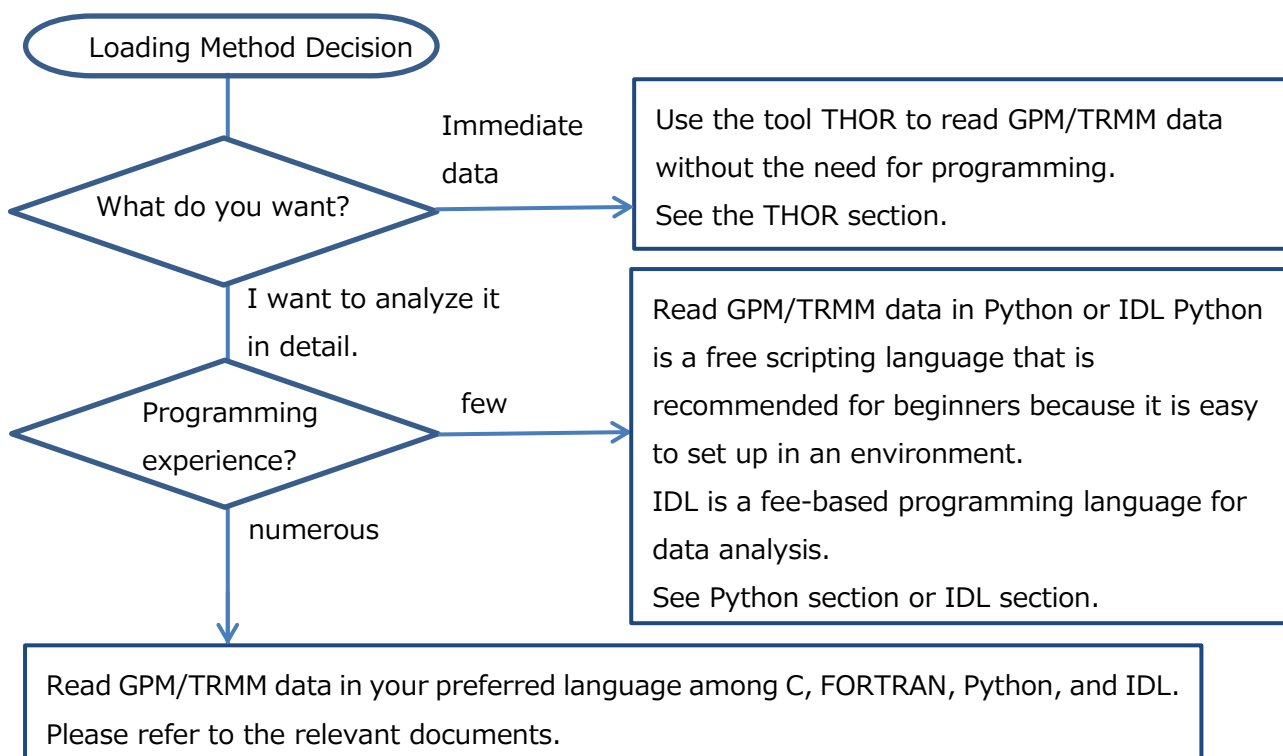 Loading Method Decision
Immediate
data
Use the tool THOR to read GPM/TRMM data
without the need for programming.
See the THOR section.
What do you want?
I want to analyze it
in detail.
Read GPM/TRMM data in Python or IDL Python
is a free scripting language that is
recommended for beginners because it is easy
to set up in an environment.
IDL is a fee-based programming language for
data analysis.
See Python section or IDL section.
Programming
experience?
few
numerous
Read GPM/TRMM data in your preferred language among C, FORTRAN, Python, and IDL.
Please refer to the relevant documents.